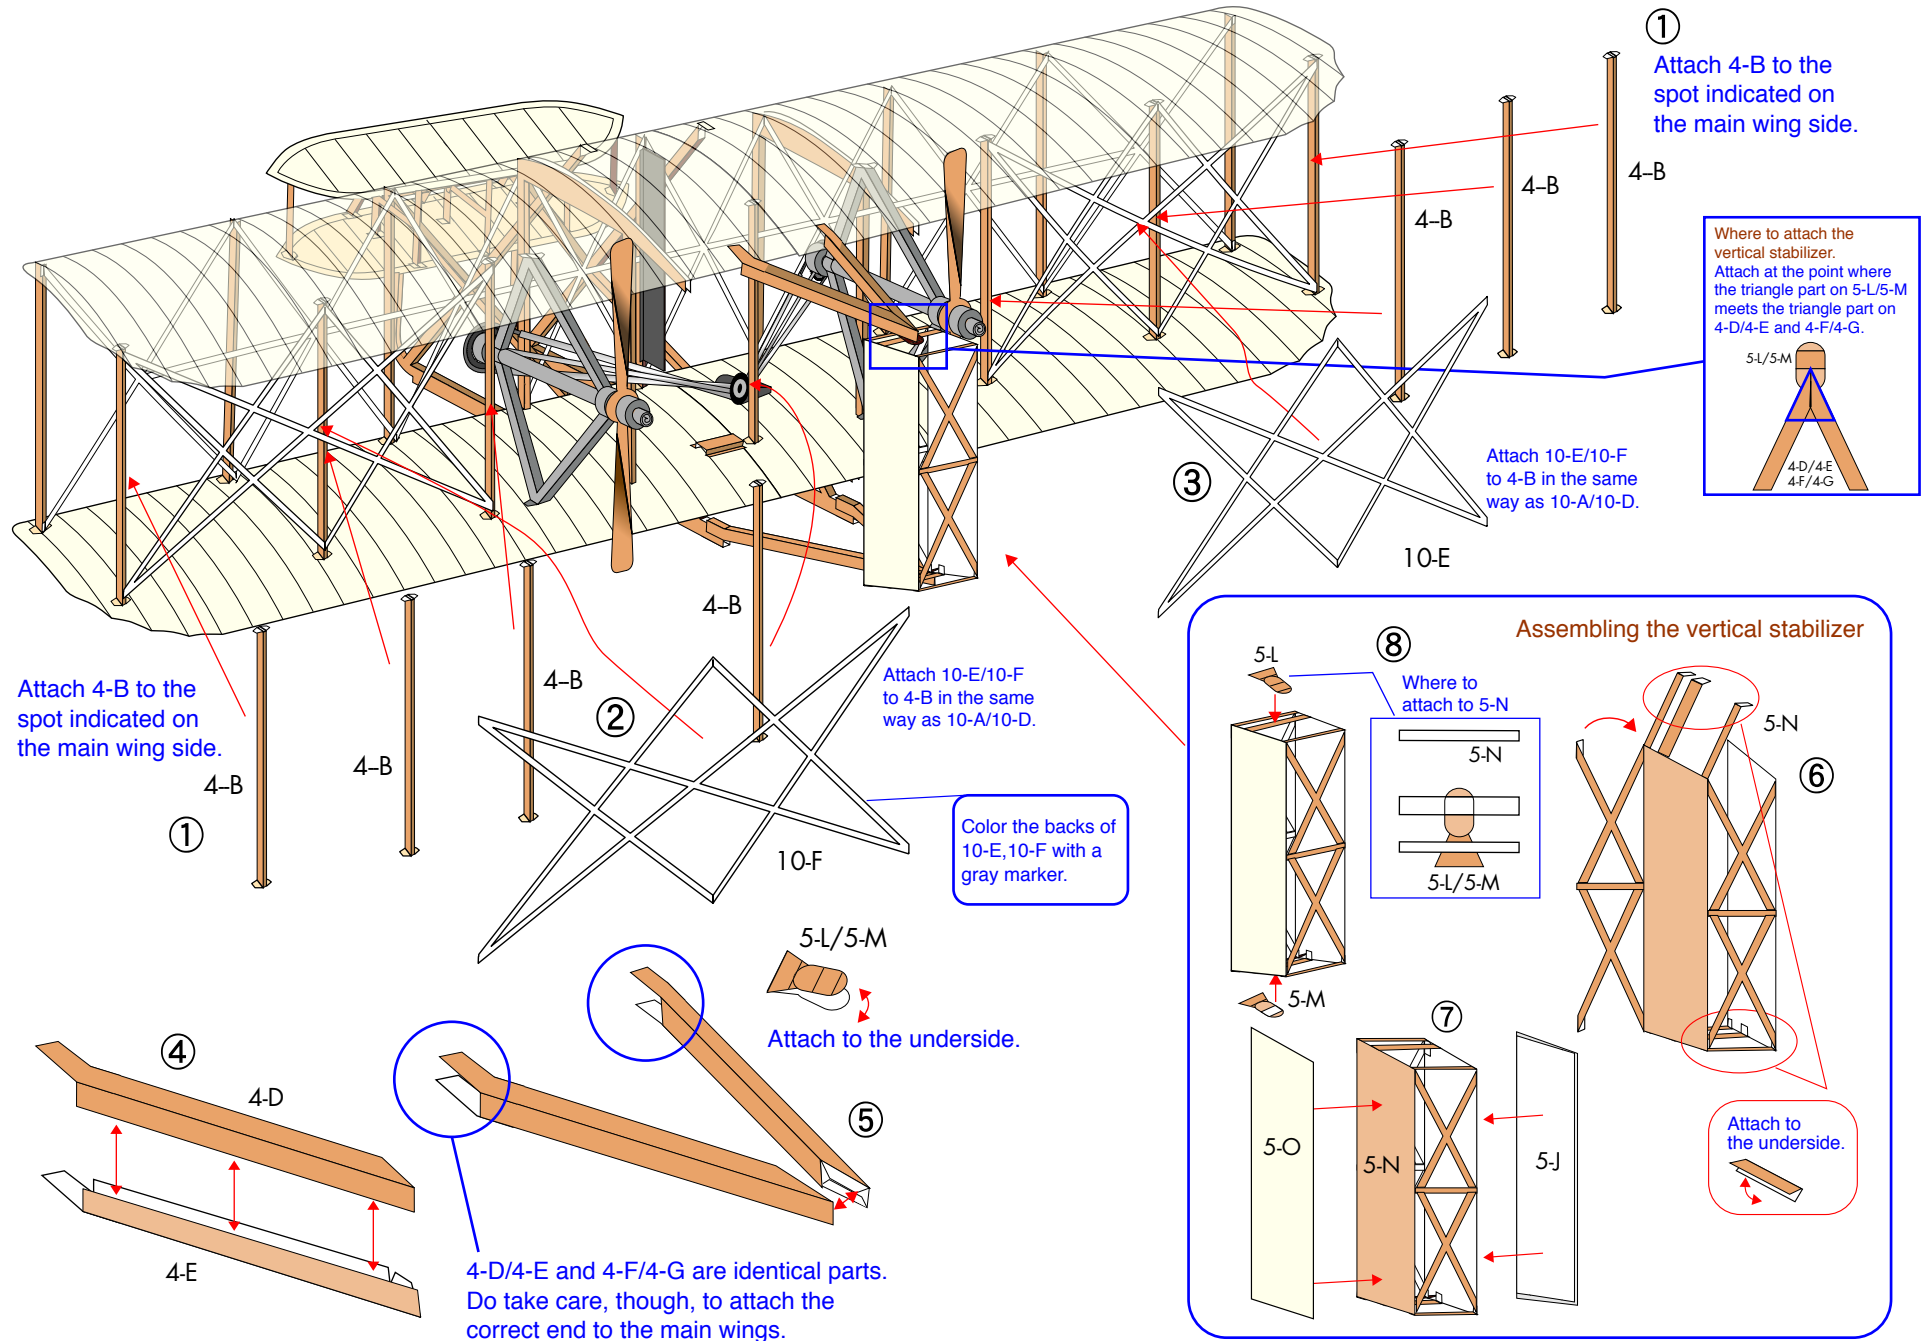 ①
Attach 4-B to the
spot indicated on
the main wing side.
4–B
4–B
4–B
Where to attach the
vertical stabilizer.
Attach at the point where
the triangle part on 5-L/5-M
meets the triangle part on
4-D/4-E and 4-F/4-G.
5-L/5-M
4-D/4-E
4-F/4-G
③
Attach 10-E/10-F
to 4-B in the same
way as 10-A/10-D.
10-E
Attach 4-B to the
spot indicated on
the main wing side.
①
4–B
4–B
4–B
4–B
②
Attach 10-E/10-F
to 4-B in the same
way as 10-A/10-D.
10-F
Color the backs of
10-E,10-F with a
gray marker.
5-L/5-M
Attach to the underside.
④
4-D
4-E
⑤
4-D/4-E and 4-F/4-G are identical parts.
Do take care, though, to attach the
correct end to the main wings.
Assembling the vertical stabilizer
⑧
5-L
Where to
attach to 5-N
5-N
5-L/5-M
5-M
5-N
⑥
⑦
5-O
5-N
5-J
Attach to
the underside.